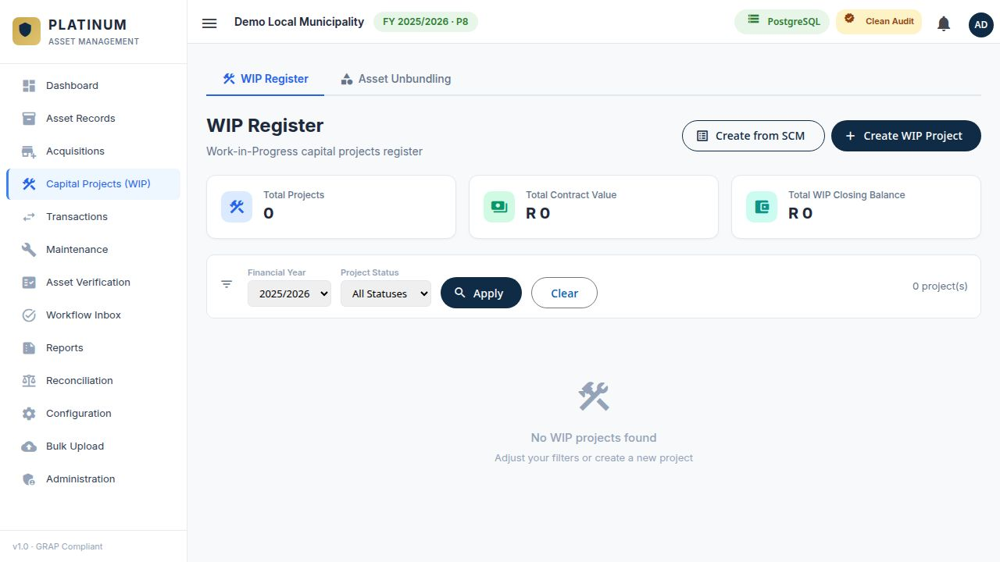 PLATINUM
ASSET MANAGEMENT
Dashboard
Asset Records
Acquisitions
Capital Projects (WIP)
Transactions
Maintenance
Asset Verification
Workflow Inbox
Reports
Reconciliation
Configuration
Bulk Upload
Administration
v1.0 · GRAP Compliant
Demo Local Municipality
FY 2025/2026 · P8
PostgreSQL
Clean Audit
AD
WIP Register
Asset Unbundling
WIP Register
Work-in-Progress capital projects register
Create from SCM
Create WIP Project
Total Projects
0
Total Contract Value
R 0
Total WIP Closing Balance
R 0
Financial Year
2025/2026
Project Status
All Statuses
Apply
Clear
0 project(s)
No WIP projects found
Adjust your filters or create a new project